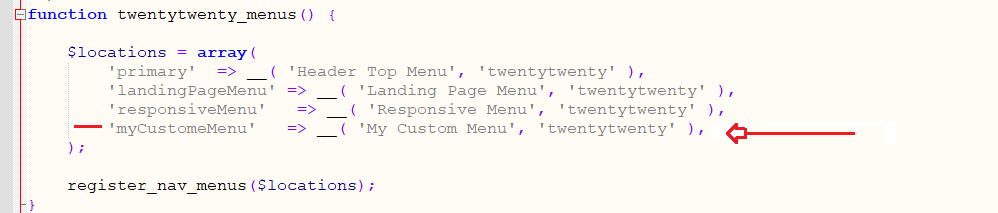 function twentytwenty_menus() {
$locations = array(
'primary'  => __( 'Header Top Menu', 'twentytwenty' ),
'landingPageMenu' => __( 'Landing Page Menu', 'twentytwenty' ),
'responsiveMenu'   => __( 'Responsive Menu', 'twentytwenty' ),
'myCustomeMenu'   => __( 'My Custom Menu', 'twentytwenty' ),
);
register_nav_menus($locations);
}